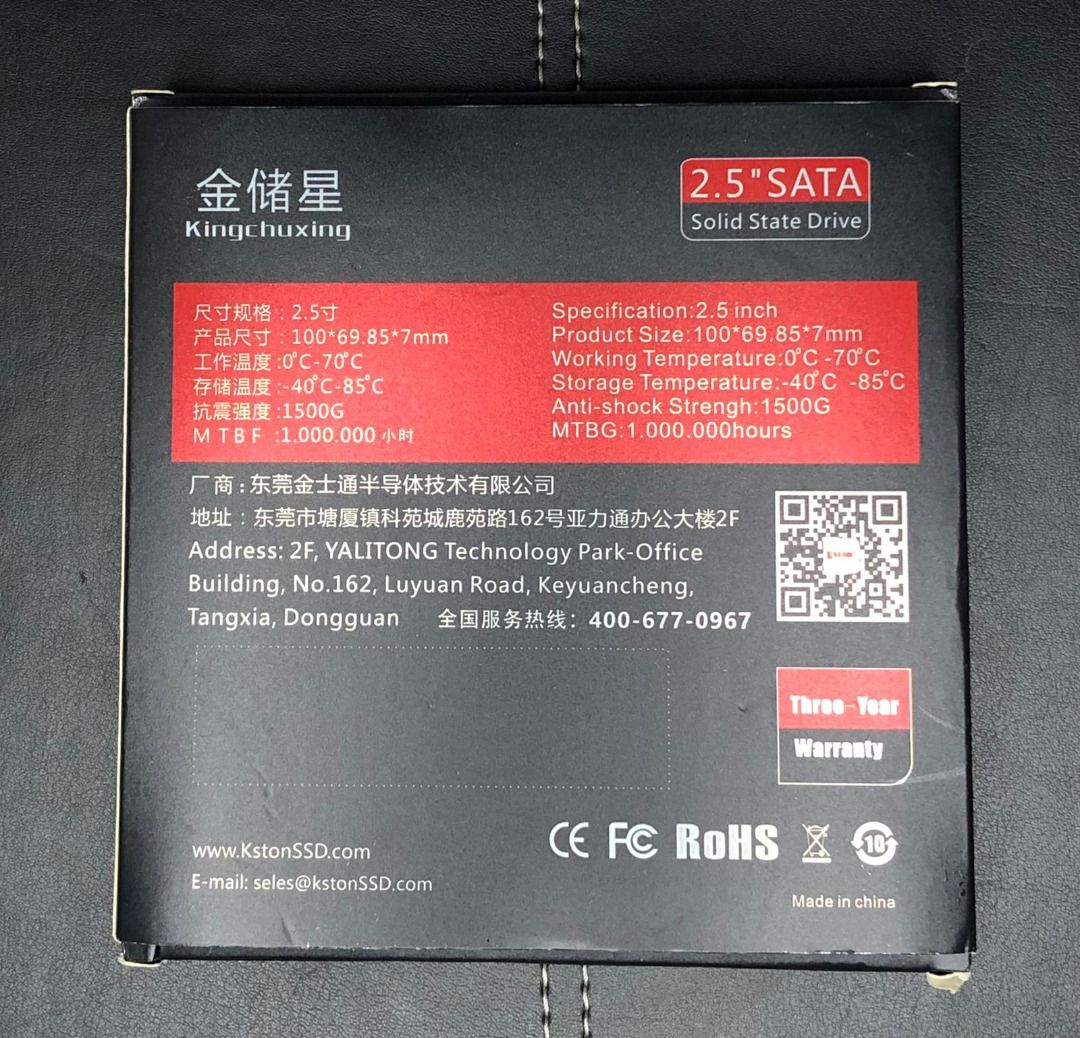 金储星
Kingchuxing
2.5"SATA
Solid State Drive
尺寸规格：2.5寸
产品尺寸：100*69.85*7mm
工作温度:0°C-70°C
存储温度:-40°C-85°C
抗震强度:1500G
MTBF :1.000.000小时
Specification:2.5 inch
Product Size:100*69.85*7mm
Working Temperature:0°C -70°C
Storage Temperature:-40°C -85°C
Anti-shock Strengh:1500G
MTBG:1.000.000hours
厂商:东莞金士通半导体技术有限公司
地址：东莞市塘厦镇科苑城鹿苑路162号亚力通办公大楼2F
Address: 2F, YALITONG Technology Park-Office
Building, No.162, Luyuan Road, Keyuancheng,
Tangxia, Dongguan 全国服务热线：400-677-0967
Three-Year
Warranty
www.KstonSSD.com
E-mail: seles@kstonSSD.com
CE FC RoHS 10
Made in china